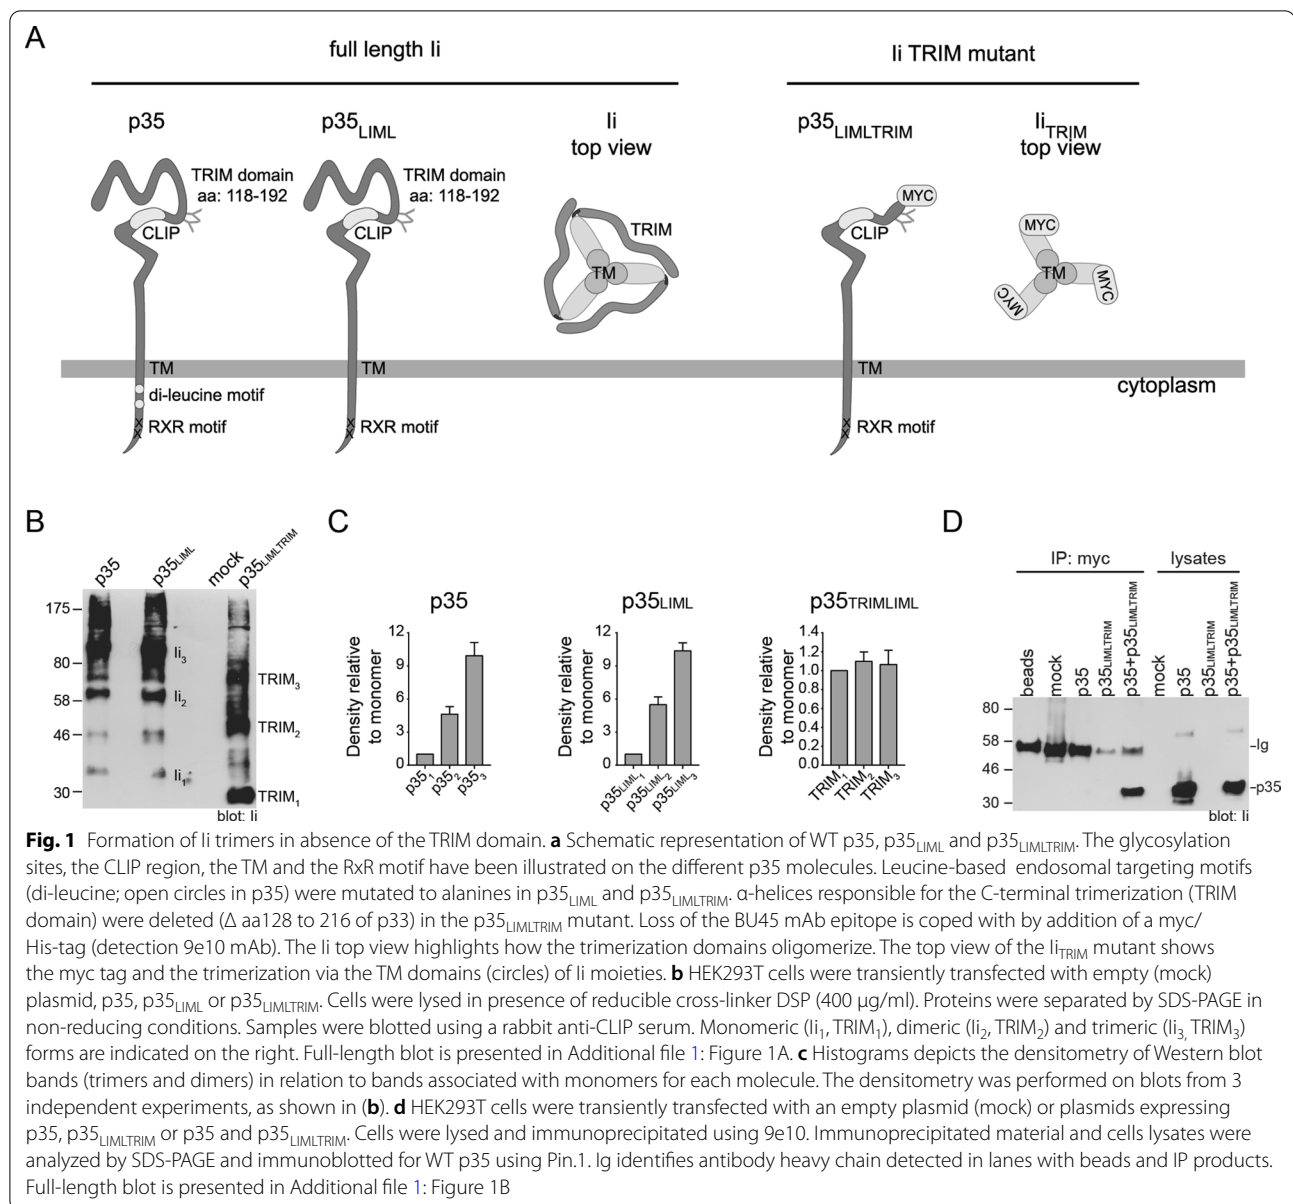 A
full length Ii
Ii TRIM mutant
p35
p35LIML
Ii
top view
p35LIMLTRIM
IiTRIM
top view
TRIM domain
aa: 118-192
TRIM domain
aa: 118-192
CLIP
CLIP
TRIM
TM
MYC
CLIP
MYC
TM
MYC
MYC
TM
TM
TM
cytoplasm
di-leucine motif
X
X
RXR motif
X
X
RXR motif
X
X
RXR motif
B
p35
p35LIML
mock
p35LIMLTRIM
175
80
58
46
30
Ii3
Ii2
Ii1
TRIM3
TRIM2
TRIM1
blot: Ii
C
p35
Density relative
to monomer
12
9
6
3
0
p351
p352
p353
p35LIML
Density relative
to monomer
12
9
6
3
0
p35LIML1
p35LIML2
p35LIML3
p35TRIMLIML
Density relative
to monomer
1.4
1.2
1.0
0.8
0.6
0.4
0.2
0.0
TRIM1
TRIM2
TRIM3
D
IP: myc
lysates
beads
mock
p35
p35LIMLTRIM
p35+p35LIMLTRIM
mock
p35
p35LIMLTRIM
p35+p35LIMLTRIM
80
58
46
30
Ig
p35
blot: Ii
Fig. 1 Formation of Ii trimers in absence of the TRIM domain. a Schematic representation of WT p35, p35LIML and p35LIMLTRIM. The glycosylation
sites, the CLIP region, the TM and the RxR motif have been illustrated on the different p35 molecules. Leucine-based endosomal targeting motifs
(di-leucine; open circles in p35) were mutated to alanines in p35LIML and p35LIMLTRIM. α-helices responsible for the C-terminal trimerization (TRIM
domain) were deleted (Δ aa128 to 216 of p33) in the p35LIMLTRIM mutant. Loss of the BU45 mAb epitope is coped with by addition of a myc/
His-tag (detection 9e10 mAb). The Ii top view highlights how the trimerization domains oligomerize. The top view of the IiTRIM mutant shows
the myc tag and the trimerization via the TM domains (circles) of Ii moieties. b HEK293T cells were transiently transfected with empty (mock)
plasmid, p35, p35LIML or p35LIMLTRIM. Cells were lysed in presence of reducible cross-linker DSP (400 µg/ml). Proteins were separated by SDS-PAGE in
non-reducing conditions. Samples were blotted using a rabbit anti-CLIP serum. Monomeric (Ii1, TRIM1), dimeric (Ii2, TRIM2) and trimeric (Ii3, TRIM3)
forms are indicated on the right. Full-length blot is presented in Additional file 1: Figure 1A. c Histograms depicts the densitometry of Western blot
bands (trimers and dimers) in relation to bands associated with monomers for each molecule. The densitometry was performed on blots from 3
independent experiments, as shown in (b). d HEK293T cells were transiently transfected with an empty plasmid (mock) or plasmids expressing
p35, p35LIMLTRIM or p35 and p35LIMLTRIM. Cells were lysed and immunoprecipitated using 9e10. Immunoprecipitated material and cells lysates were
analyzed by SDS-PAGE and immunoblotted for WT p35 using Pin.1. Ig identifies antibody heavy chain detected in lanes with beads and IP products.
Full-length blot is presented in Additional file 1: Figure 1B